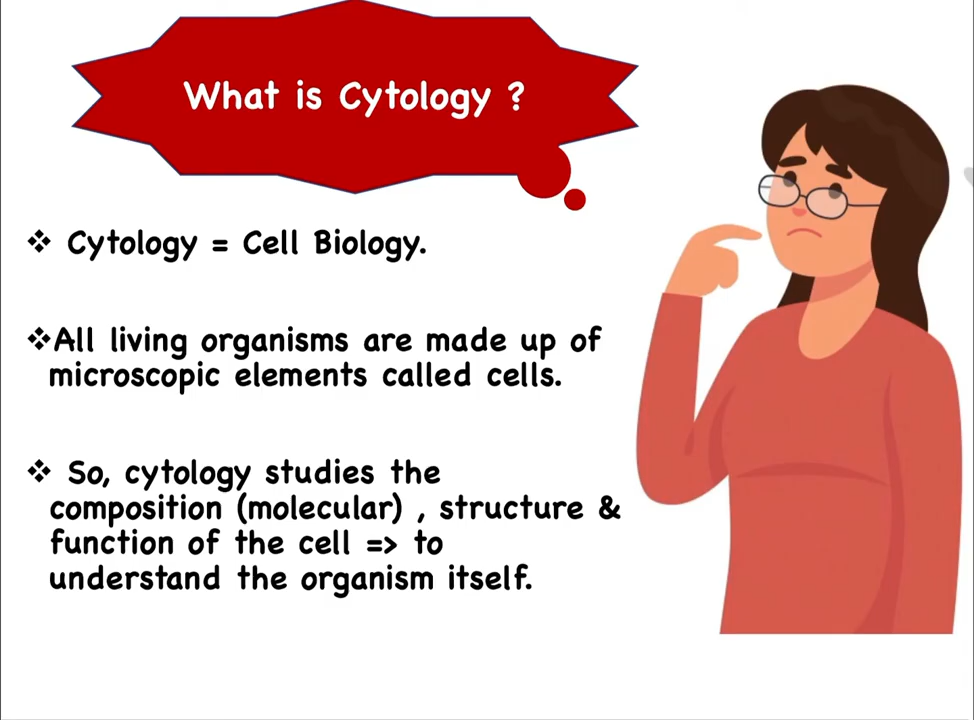 What is Cytology ?
❖ Cytology = Cell Biology.
❖All living organisms are made up of
microscopic elements called cells.
❖ So, cytology studies the
composition (molecular) , structure &
function of the cell => to
understand the organism itself.